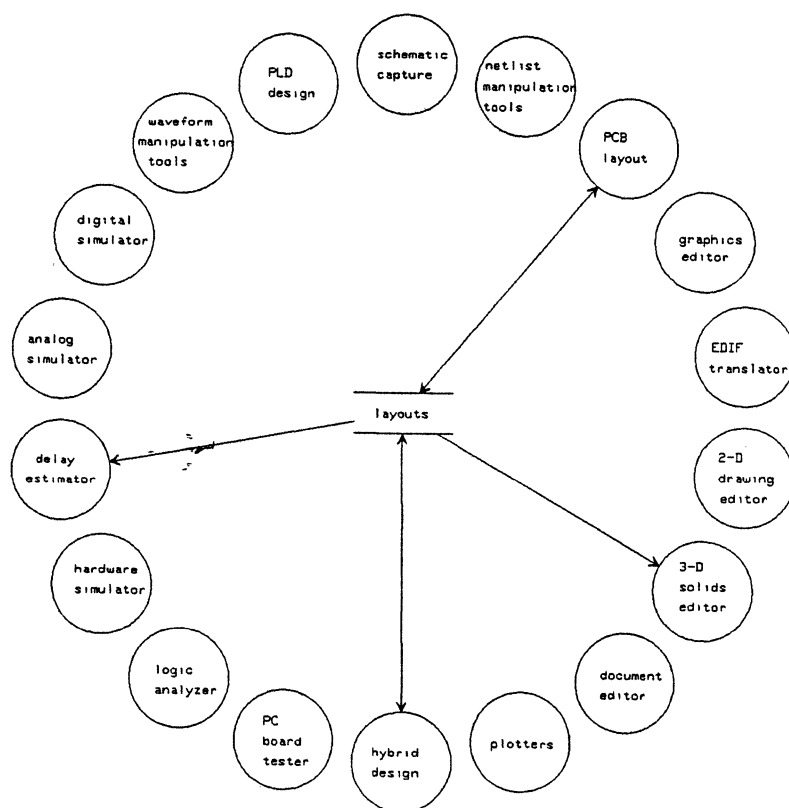 schematic
capture
PLD
design
netlist
manipulation
tools
waveform
manipulation
tools
PCB
layout
digital
simulator
graphics
editor
analog
simulator
EDIF
translator
layouts
delay
estimator
2-D
drawing
editor
hardware
simulator
3-D
solids
editor
logic
analyzer
document
editor
PC
board
tester
hybrid
design
plotters